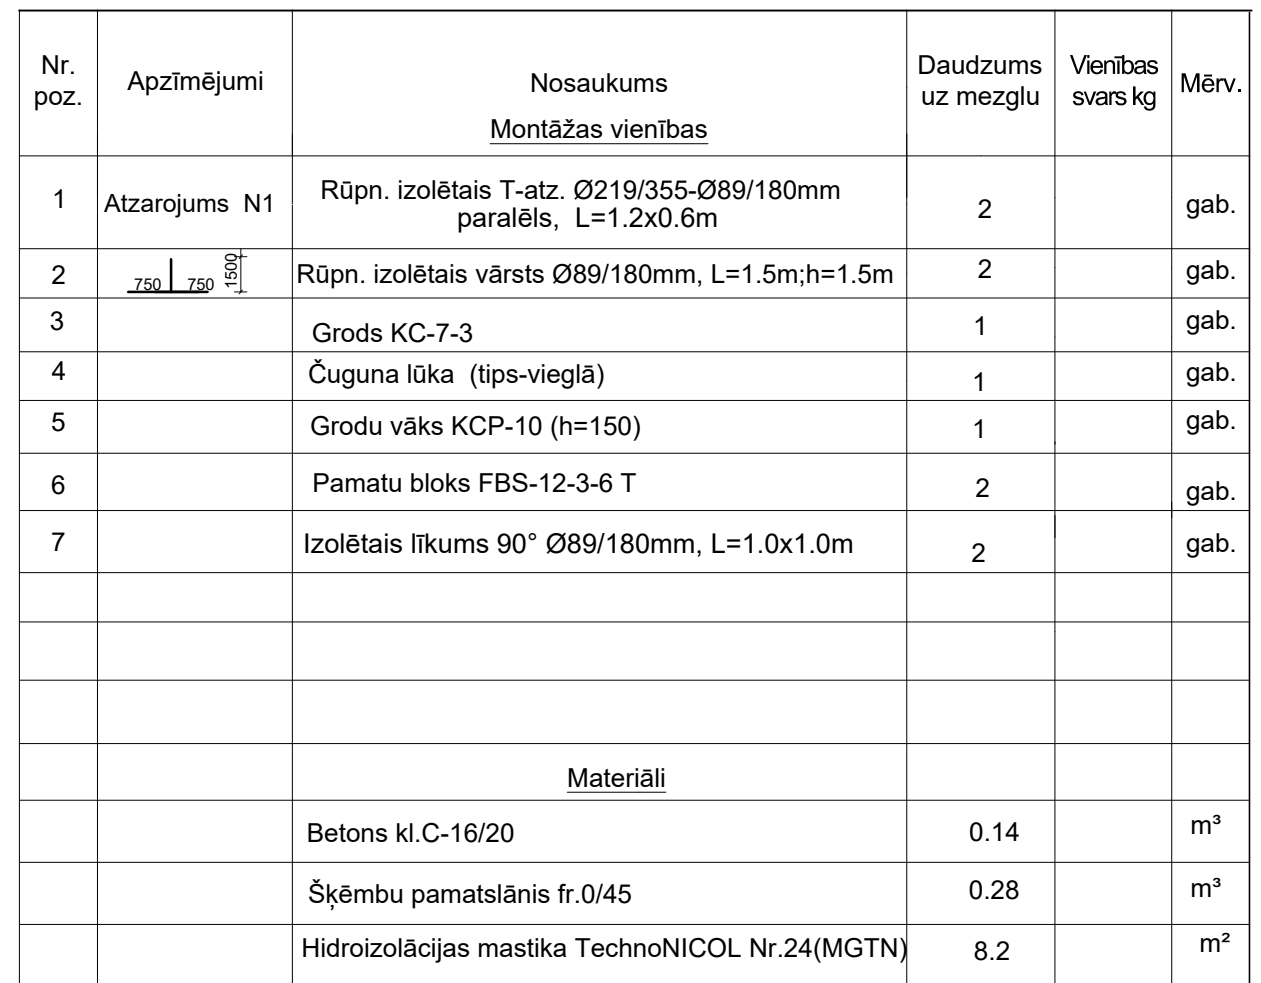 Nr. poz. Apzīmējumi Nosaukums Daudzums uz mezglu Vienības svars kg Mērv.
Montāžas vienības
1 Atzarojums N1 Rūpn. izolētais T-atz. Ø219/355-Ø89/180mm paralēls, L=1.2x0.6m 2 gab.
2 750 750 1500 Rūpn. izolētais vārsts Ø89/180mm, L=1.5m;h=1.5m 2 gab.
3 Grods KC-7-3 1 gab.
4 Čuguna lūka (tips-vieglā) 1 gab.
5 Grodu vāks KCP-10 (h=150) 1 gab.
6 Pamatu bloks FBS-12-3-6 T 2 gab.
7 Izolētais līkums 90° Ø89/180mm, L=1.0x1.0m 2 gab.
Materiāli
Betons kl.C-16/20 0.14 m³
Šķēmbu pamatslānis fr.0/45 0.28 m³
Hidroizolācijas mastika TechnoNICOL Nr.24(MGTN) 8.2 m²